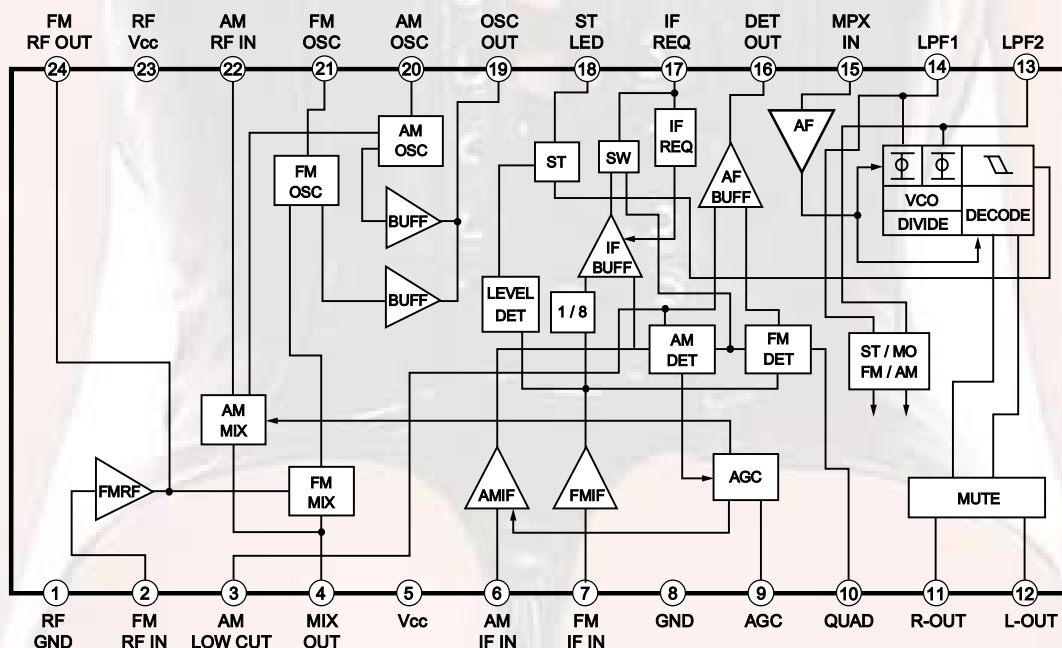 FM RF AM FM AM OSC ST IF DET MPX LPF1 LPF2
RF OUT Vcc RF IN OSC OSC OUT LED REQ OUT IN
24 23 22 21 20 19 18 17 16 15 14 13
AM
OSC
FM
OSC
BUFF
BUFF
ST
SW
IF
REQ
AF
BUFF
AF
VCO
DIVIDE
DECODE
IF
BUFF
LEVEL
DET
1 / 8
AM
DET
FM
DET
ST / MO
FM / AM
AM
MIX
FMRF
FM
MIX
AMIF
FMIF
AGC
MUTE
1 2 3 4 5 6 7 8 9 10 11 12
RF FM AM MIX Vcc AM FM GND AGC QUAD R-OUT L-OUT
GND RF IN LOW CUT OUT IF IN IF IN